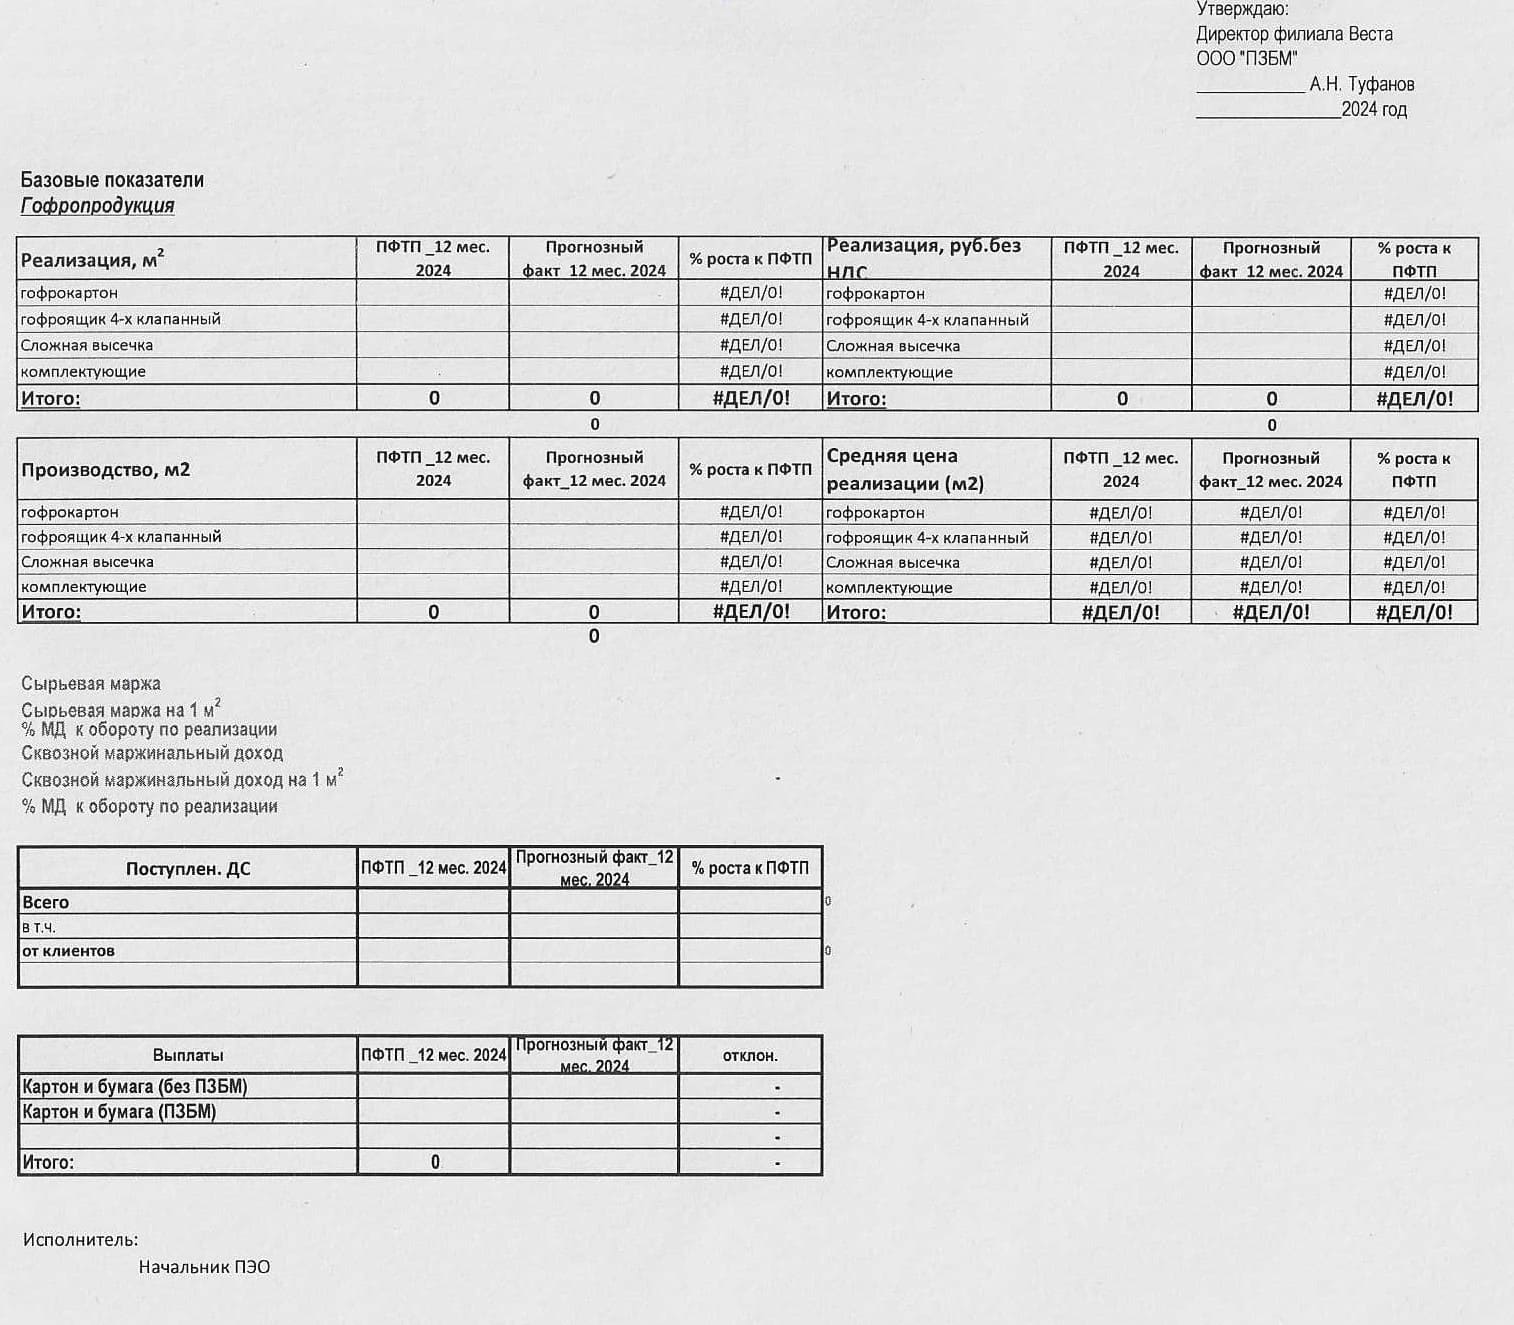 Утверждаю:
Директор филиала Веста
ООО "ПЗБМ"
____________ А.Н. Туфанов
________________2024 год
Базовые показатели
Гофропродукция
Реализация, м² ПФТП _12 мес. 2024 Прогнозный факт_12 мес. 2024 % роста к ПФТП Реализация, руб.без НДС ПФТП _12 мес. 2024 Прогнозный факт_12 мес. 2024 % роста к ПФТП
гофрокартон #ДЕЛ/0! гофрокартон #ДЕЛ/0!
гофроящик 4-х клапанный #ДЕЛ/0! гофроящик 4-х клапанный #ДЕЛ/0!
Сложная высечка #ДЕЛ/0! Сложная высечка #ДЕЛ/0!
комплектующие #ДЕЛ/0! комплектующие #ДЕЛ/0!
Итого: 0 0 #ДЕЛ/0! Итого: 0 0 #ДЕЛ/0!
0 0
Производство, м2 ПФТП _12 мес. 2024 Прогнозный факт_12 мес. 2024 % роста к ПФТП Средняя цена реализации (м2) ПФТП _12 мес. 2024 Прогнозный факт_12 мес. 2024 % роста к ПФТП
гофрокартон #ДЕЛ/0! гофрокартон #ДЕЛ/0! #ДЕЛ/0! #ДЕЛ/0!
гофроящик 4-х клапанный #ДЕЛ/0! гофроящик 4-х клапанный #ДЕЛ/0! #ДЕЛ/0! #ДЕЛ/0!
Сложная высечка #ДЕЛ/0! Сложная высечка #ДЕЛ/0! #ДЕЛ/0! #ДЕЛ/0!
комплектующие #ДЕЛ/0! комплектующие #ДЕЛ/0! #ДЕЛ/0! #ДЕЛ/0!
Итого: 0 0 #ДЕЛ/0! Итого: #ДЕЛ/0! #ДЕЛ/0! #ДЕЛ/0!
0
Сырьевая маржа
Сырьевая маржа на 1 м²
% МД к обороту по реализации
Сквозной маржинальный доход
Сквозной маржинальный доход на 1 м² -
% МД к обороту по реализации
Поступлен. ДС ПФТП _12 мес. 2024 Прогнозный факт_12 мес. 2024 % роста к ПФТП
Всего 0
в т.ч.
от клиентов 0
Выплаты ПФТП _12 мес. 2024 Прогнозный факт_12 мес. 2024 отклон.
Картон и бумага (без ПЗБМ) -
Картон и бумага (ПЗБМ) -
-
Итого: 0 -
Исполнитель:
Начальник ПЭО